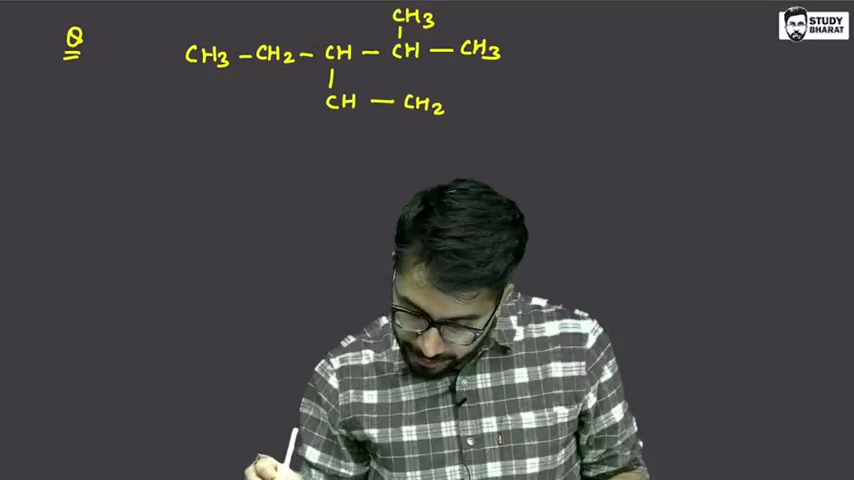 CH3
Q CH3 - CH2 - CH - CH - CH3
CH - CH2
STUDY
BHARAT